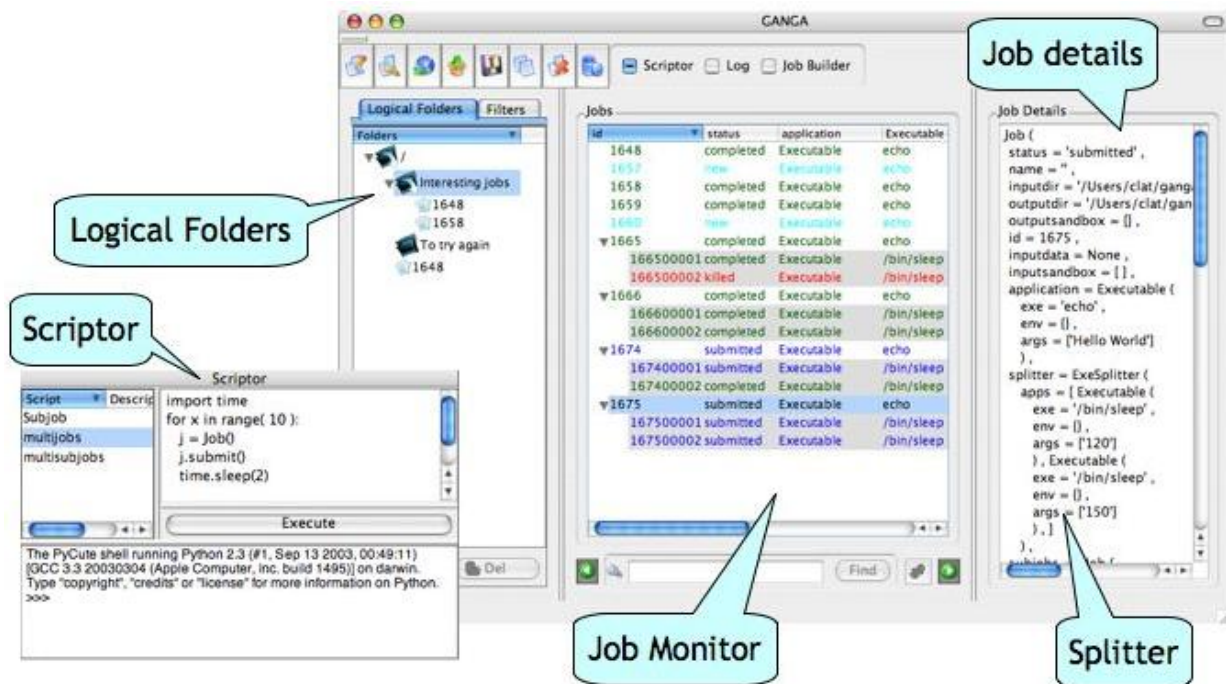 GANGA
Scriptor Log Job Builder
Job details
Logical Folders Filters
Folders
/
Interesting jobs
1648
1658
To try again
1648
Logical Folders
Jobs
id status application Executable
1648 completed Executable echo
1657 new Executable echo
1658 completed Executable echo
1659 completed Executable echo
1660 new Executable echo
1665 completed Executable echo
166500001 completed Executable /bin/sleep
166500002 killed Executable /bin/sleep
1666 completed Executable echo
166600001 completed Executable /bin/sleep
166600002 completed Executable /bin/sleep
1674 submitted Executable echo
167400001 submitted Executable /bin/sleep
167400002 completed Executable /bin/sleep
1675 submitted Executable echo
167500001 submitted Executable /bin/sleep
167500002 submitted Executable /bin/sleep
Find
Job Monitor
Job Details
Job (
status = 'submitted' ,
name = '' ,
inputdir = '/Users/clat/ganga
outputdir = '/Users/clat/gan
outputsandbox = [] ,
id = 1675 ,
inputdata = None ,
inputsandbox = [ ] ,
application = Executable (
exe = 'echo' ,
env = {} ,
args = ['Hello World']
) ,
splitter = ExeSplitter (
apps = [ Executable (
exe = '/bin/sleep' ,
env = {} ,
args = ['120']
) , Executable (
exe = '/bin/sleep' ,
env = {} ,
args = ['150']
) , ]
) ,
Splitter
Scriptor
Scriptor
Script Descrip
Subjob
multijobs
multisubjobs
import time
for x in range( 10 ):
j = Job()
j.submit()
time.sleep(2)
Execute
The PyCute shell running Python 2.3 (#1, Sep 13 2003, 00:49:11)
[GCC 3.3 20030304 (Apple Computer, Inc. build 1495)] on darwin.
Type "copyright", "credits" or "license" for more information on Python.
>>>
Del